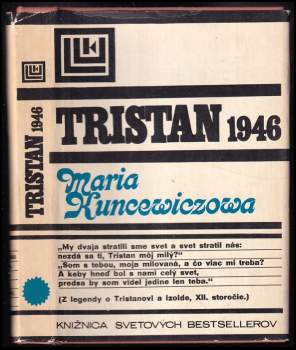 TRISTAN 1946
TRISTAN 1946
Maria
Kuncewiczowa
„My dvaja stratili sme svet a svet stratil nás:
nezdá sa ti, Tristan môj milý?"
„Som s tebou, moja milovaná, a čo viac mi treba?
A keby hneď bol s nami celý svet,
predsa by som videl jedine len teba."
(Z legendy o Tristanovi a Izolde, XII. storočie.)
KNIŽNICA SVETOVÝCH BESTSELLEROV